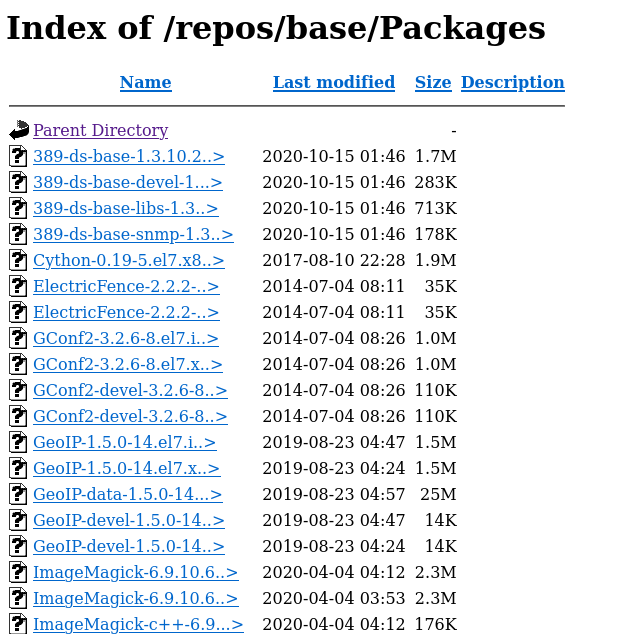 Index of /repos/base/Packages
Name Last modified Size Description
Parent Directory -
389-ds-base-1.3.10.2..> 2020-10-15 01:46 1.7M
389-ds-base-devel-1...> 2020-10-15 01:46 283K
389-ds-base-libs-1.3..> 2020-10-15 01:46 713K
389-ds-base-snmp-1.3..> 2020-10-15 01:46 178K
Cython-0.19-5.el7.x8..> 2017-08-10 22:28 1.9M
ElectricFence-2.2.2-..> 2014-07-04 08:11 35K
ElectricFence-2.2.2-..> 2014-07-04 08:11 35K
GConf2-3.2.6-8.el7.i..> 2014-07-04 08:26 1.0M
GConf2-3.2.6-8.el7.x..> 2014-07-04 08:26 1.0M
GConf2-devel-3.2.6-8..> 2014-07-04 08:26 110K
GConf2-devel-3.2.6-8..> 2014-07-04 08:26 110K
GeoIP-1.5.0-14.el7.i..> 2019-08-23 04:47 1.5M
GeoIP-1.5.0-14.el7.x..> 2019-08-23 04:24 1.5M
GeoIP-data-1.5.0-14...> 2019-08-23 04:57 25M
GeoIP-devel-1.5.0-14..> 2019-08-23 04:47 14K
GeoIP-devel-1.5.0-14..> 2019-08-23 04:24 14K
ImageMagick-6.9.10.6..> 2020-04-04 04:12 2.3M
ImageMagick-6.9.10.6..> 2020-04-04 03:53 2.3M
ImageMagick-c++-6.9...> 2020-04-04 04:12 176K